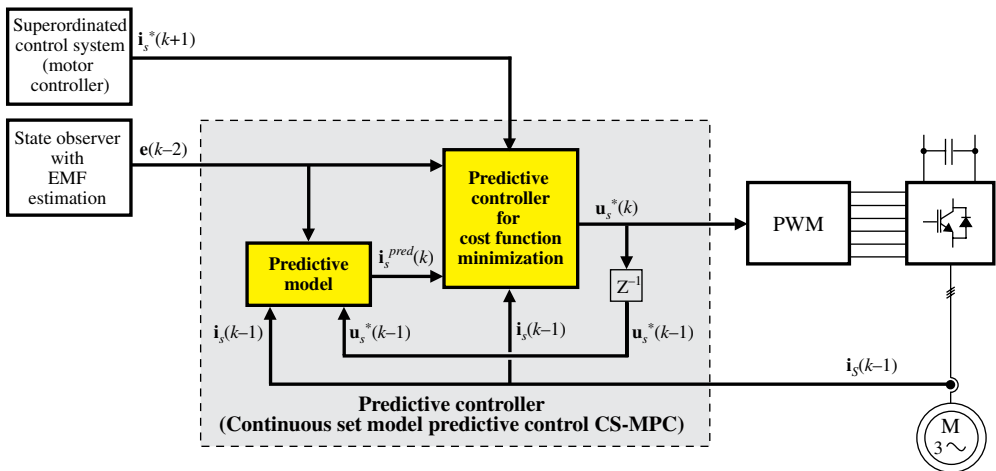 Superordinated
control system
(motor
controller)
i_s^*(k+1)
State observer
with
EMF
estimation
e(k–2)
Predictive
controller
for
cost function
minimization
u_s^*(k)
PWM
Predictive
model
i_s^{pred}(k)
Z^{–1}
i_s(k–1)
u_s^*(k–1)
i_s(k–1)
u_s^*(k–1)
i_S(k–1)
Predictive controller
(Continuous set model predictive control CS-MPC)
M
3~